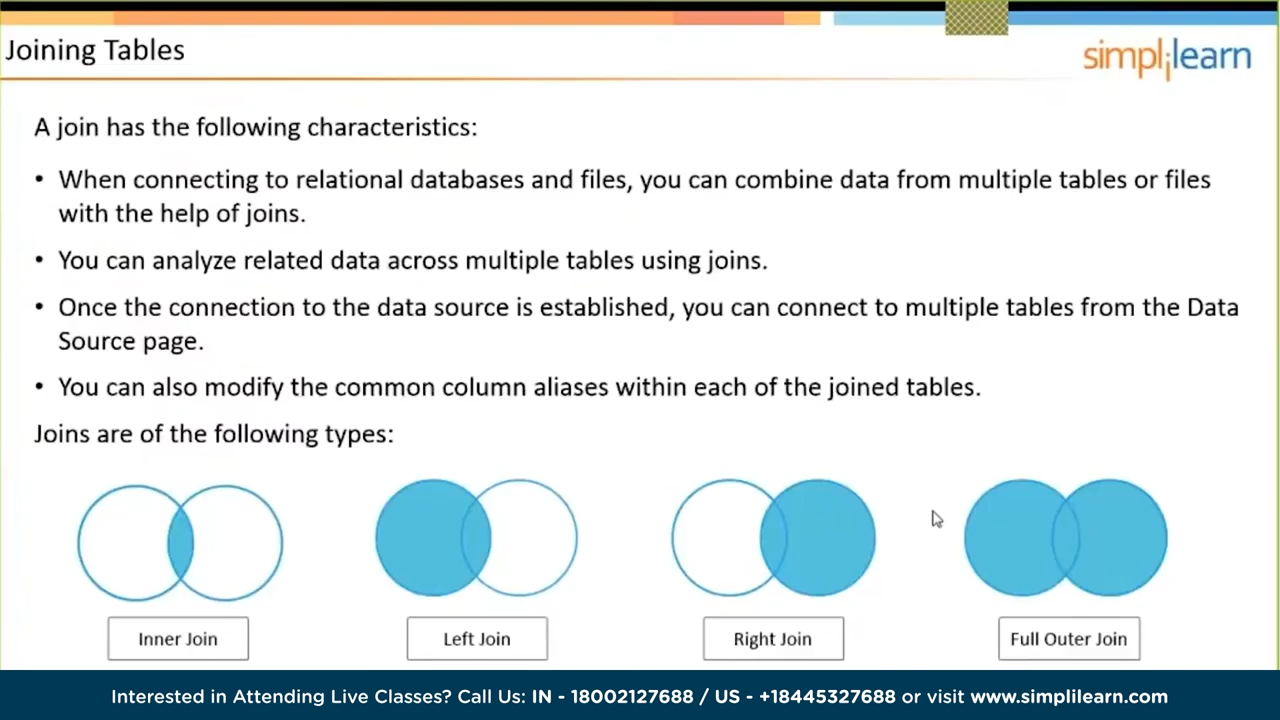 Joining Tables
simplilearn
A join has the following characteristics:
• When connecting to relational databases and files, you can combine data from multiple tables or files
with the help of joins.
• You can analyze related data across multiple tables using joins.
• Once the connection to the data source is established, you can connect to multiple tables from the Data
Source page.
• You can also modify the common column aliases within each of the joined tables.
Joins are of the following types:
Inner Join
Left Join
Right Join
Full Outer Join
Interested in Attending Live Classes? Call Us: IN - 18002127688 / US - +18445327688 or visit www.simplilearn.com